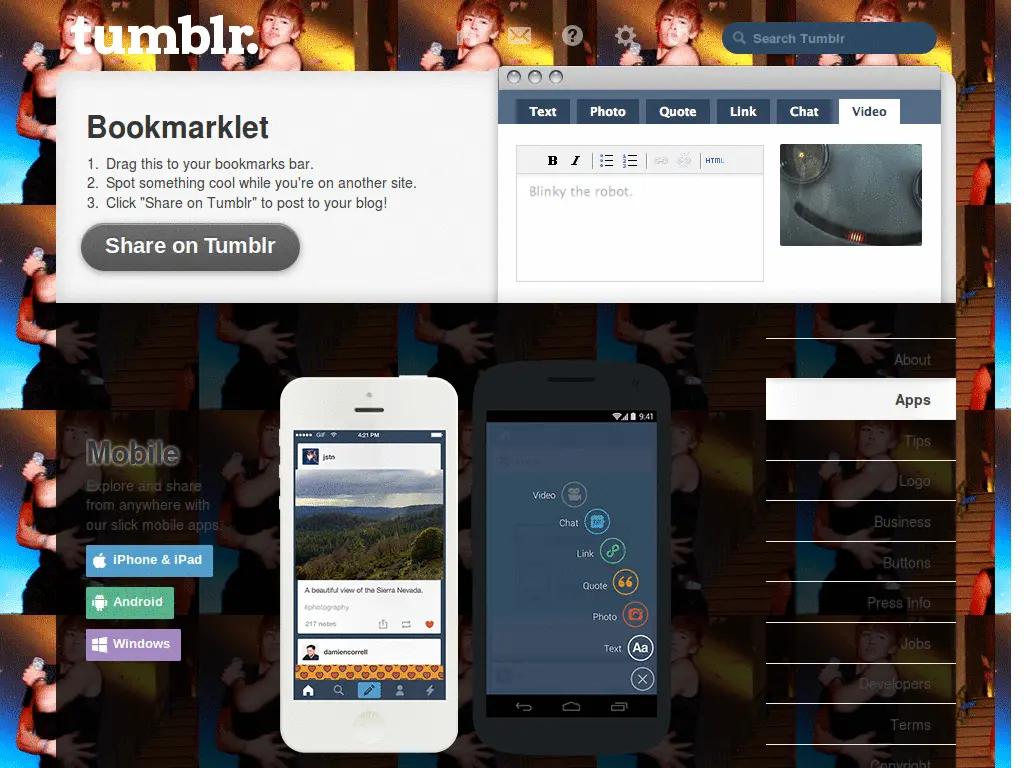 tumblr.
Search Tumblr
Bookmarklet
1. Drag this to your bookmarks bar.
2. Spot something cool while you're on another site.
3. Click "Share on Tumblr" to post to your blog!
Share on Tumblr
Text Photo Quote Link Chat Video
B I HTML
Blinky the robot.
About
Apps
Tips
Logo
Business
Buttons
Press Info
Jobs
Developers
Terms
Copyright
Mobile
Explore and share
from anywhere with
our slick mobile apps.
iPhone & iPad
Android
Windows
GIF 4:21 PM
jstn
A beautiful view of the Sierra Nevada.
#photography
217 notes
damiencorrell
9:41
Video
Chat
Link
Quote
Photo
Text Aa